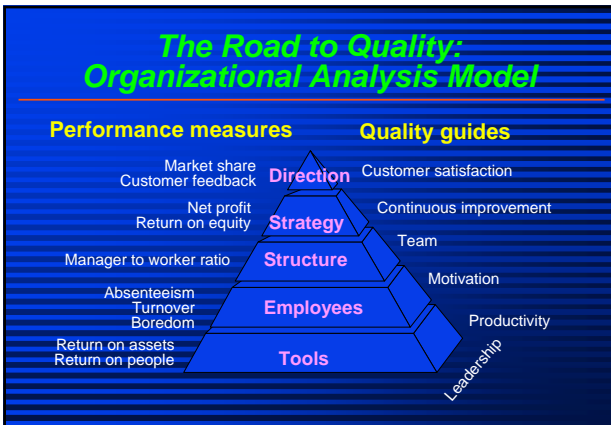 The Road to Quality:
Organizational Analysis Model
Performance measures
Quality guides
Market share
Customer feedback
Direction
Customer satisfaction
Net profit
Return on equity
Strategy
Continuous improvement
Manager to worker ratio
Structure
Team
Absenteeism
Turnover
Boredom
Employees
Motivation
Return on assets
Return on people
Tools
Productivity
Leadership